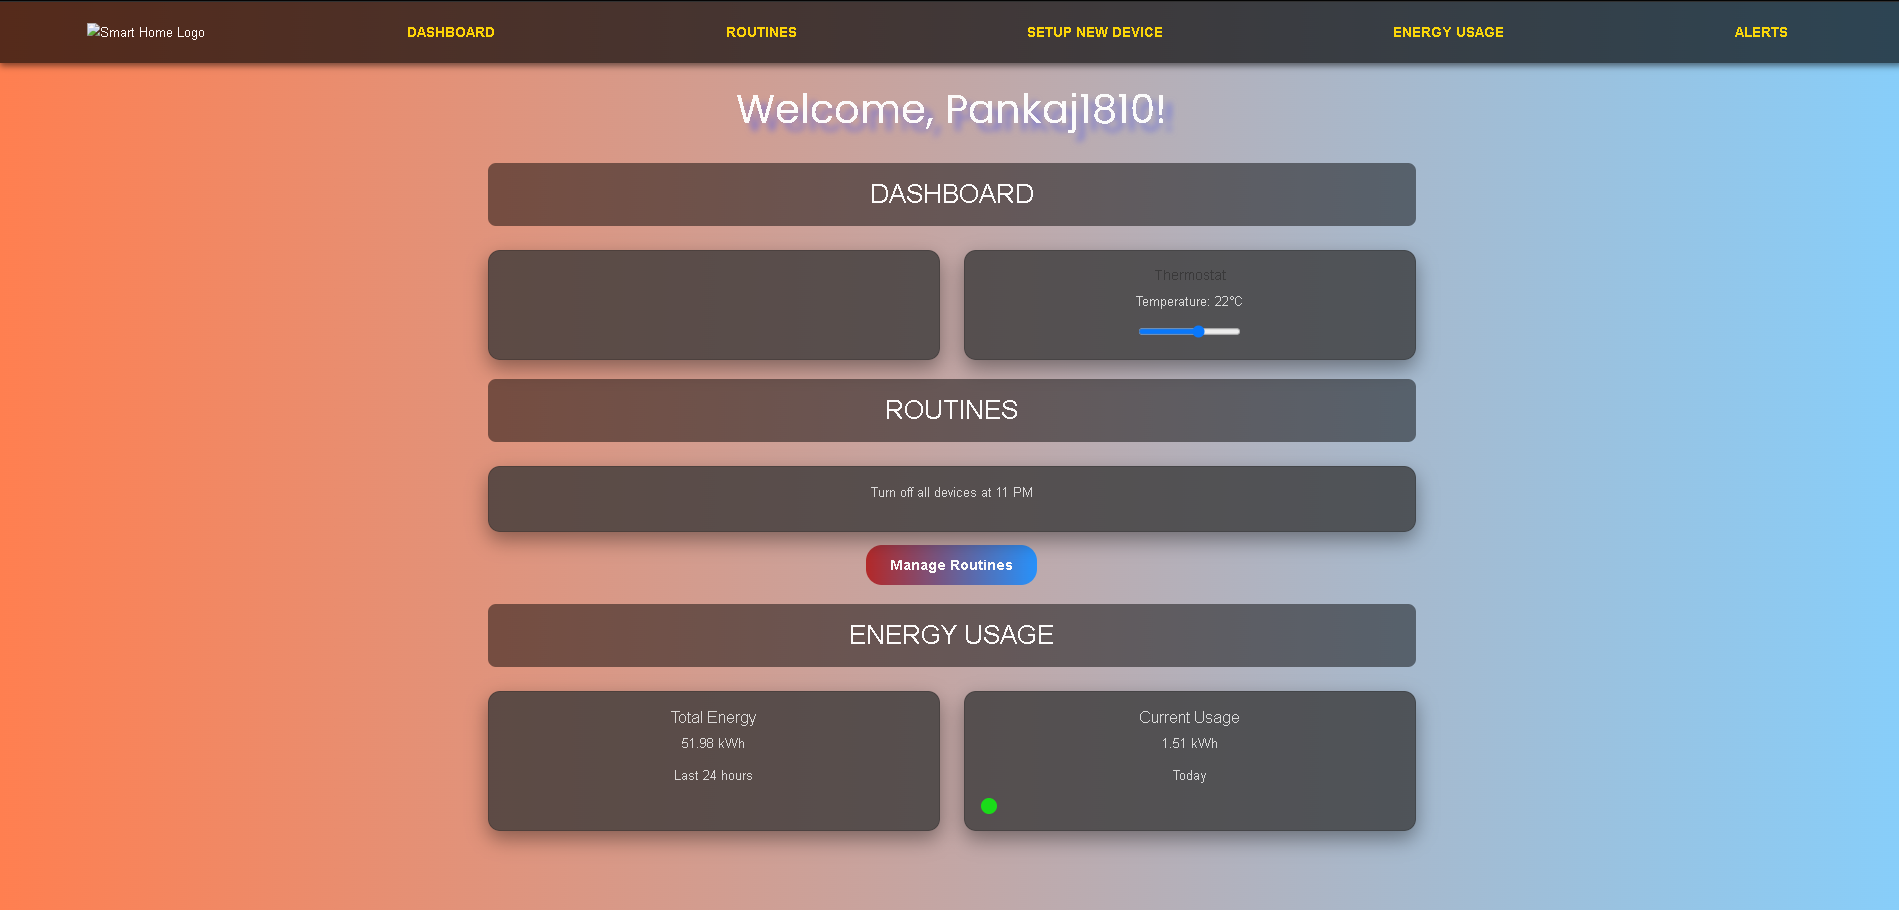 Smart Home Logo
DASHBOARD
ROUTINES
SETUP NEW DEVICE
ENERGY USAGE
ALERTS
Welcome, Pankaj1810!
DASHBOARD
Thermostat
Temperature: 22°C
ROUTINES
Turn off all devices at 11 PM
Manage Routines
ENERGY USAGE
Total Energy
51.98 kWh
Last 24 hours
Current Usage
1.51 kWh
Today